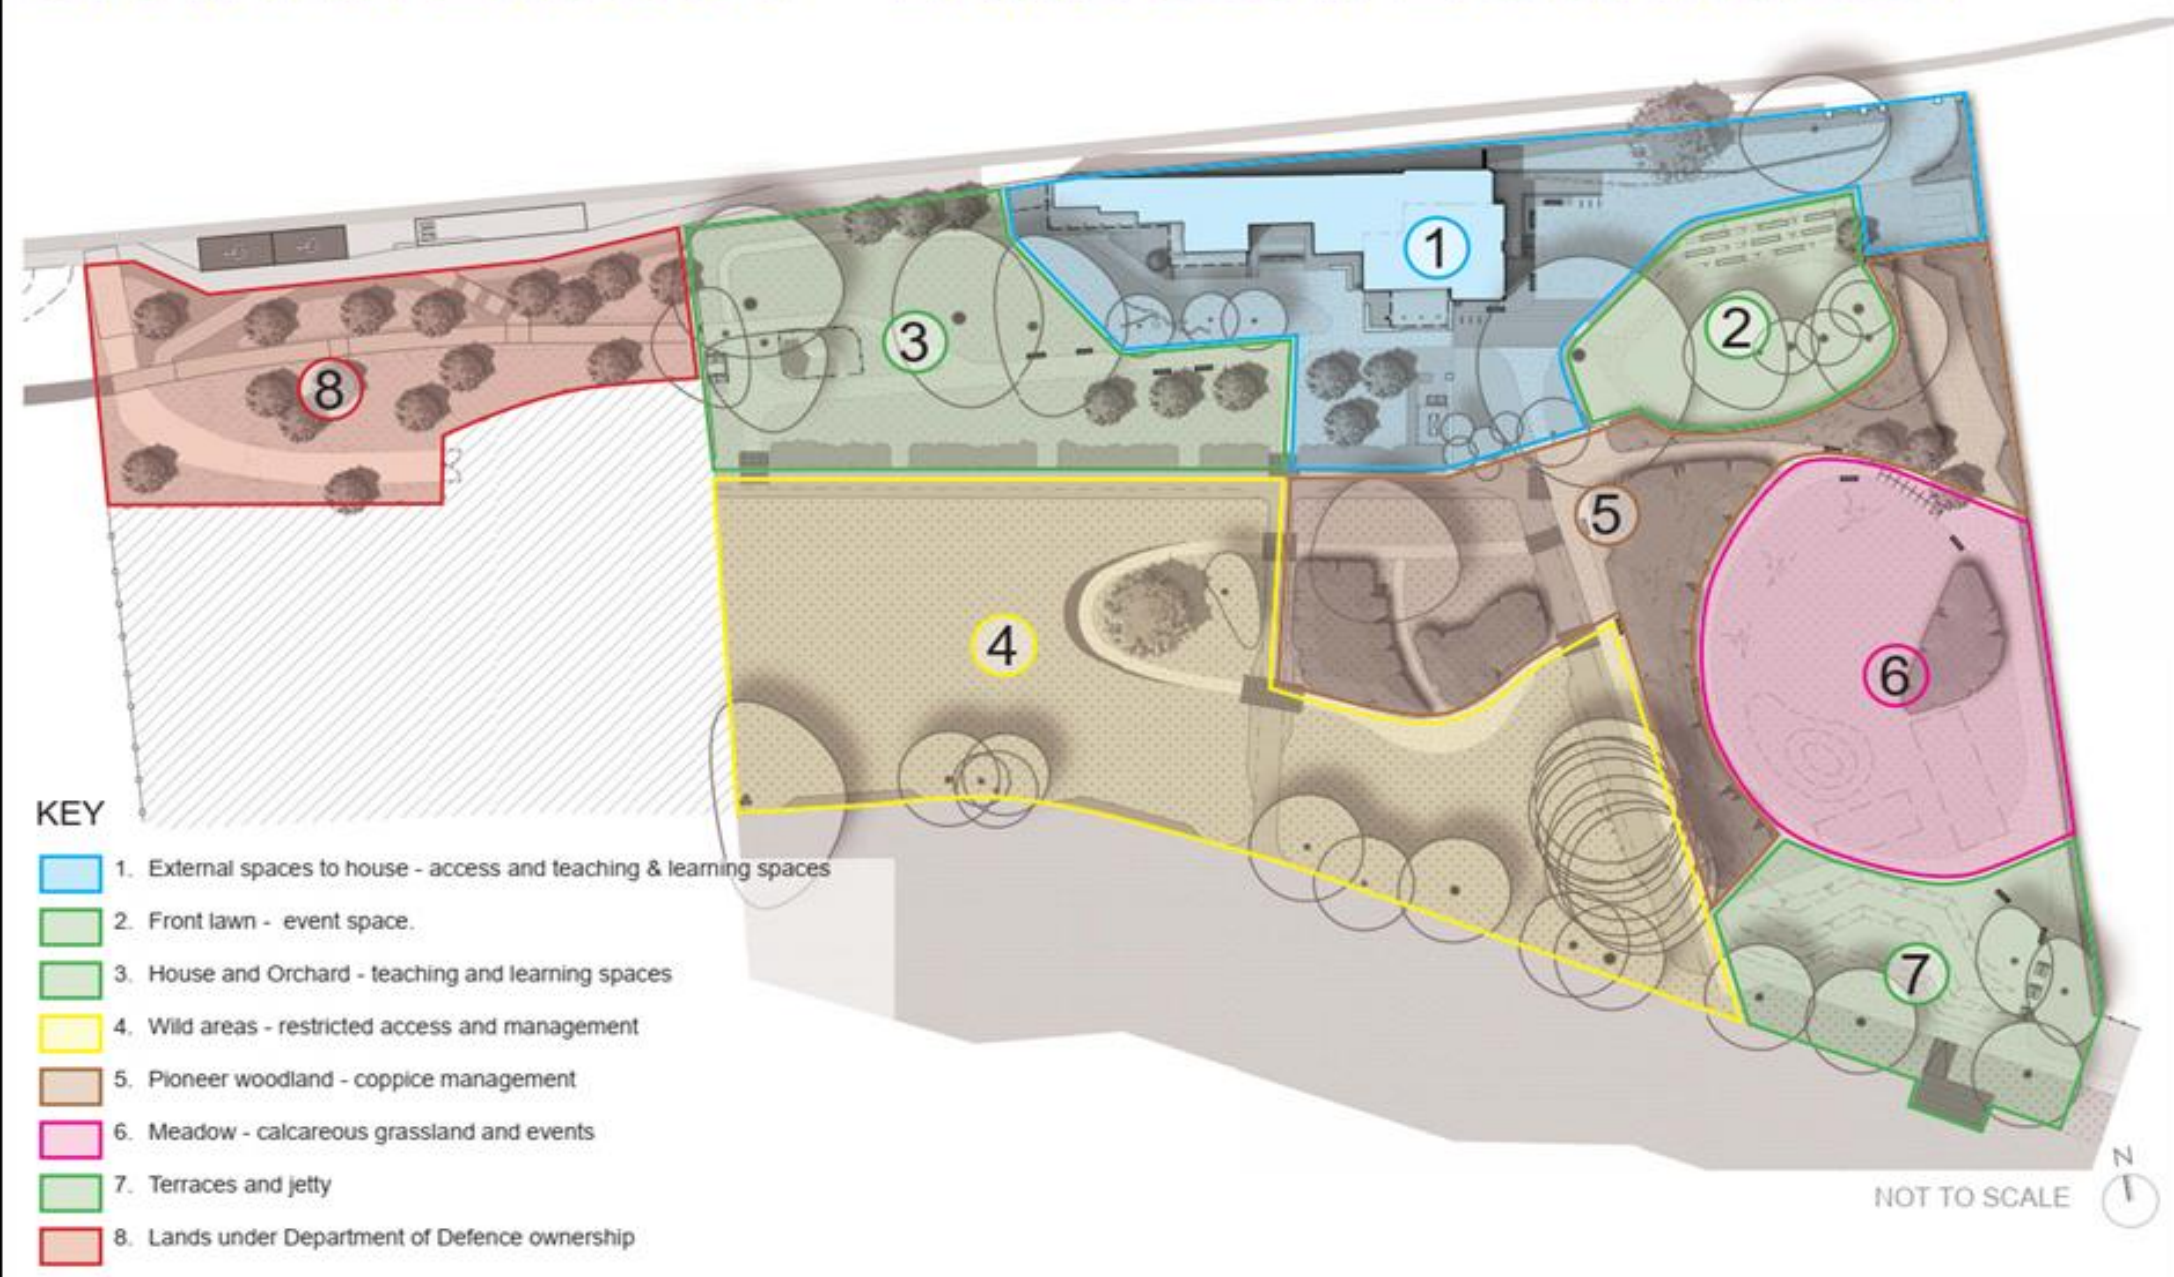 1
2
3
8
5
4
6
7
KEY
1. External spaces to house - access and teaching & learning spaces
2. Front lawn - event space.
3. House and Orchard - teaching and learning spaces
4. Wild areas - restricted access and management
5. Pioneer woodland - coppice management
6. Meadow - calcareous grassland and events
7. Terraces and jetty
8. Lands under Department of Defence ownership
N
NOT TO SCALE